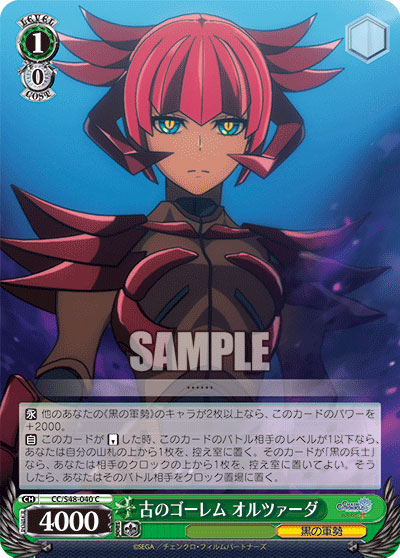 LEVEL
1
0
COST
SAMPLE
……
永 他のあなたの《黒の軍勢》のキャラが2枚以上なら、このカードのパワーを
+2000。
自 このカードがリバースした時、このカードのバトル相手のレベルが1以下なら、
あなたは自分の山札の上から1枚を、控え室に置く。そのカードが「黒の兵士」
なら、あなたは相手のクロックの上から1枚を、控え室に置いてよい。そうし
たら、あなたはそのバトル相手をクロック置場に置く。
CH CC/S48-040 C
POWER
4000
古のゴーレム オルツァーダ
CHAIN CHRONICLE
黒の軍勢
©SEGA/チェンクロ・フィルムパートナーズ